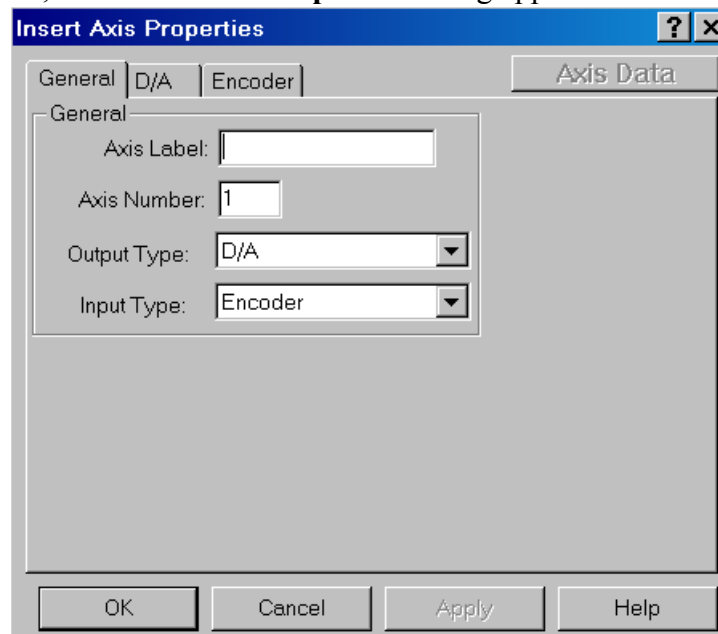 Insert Axis Properties
General D/A Encoder Axis Data
General
Axis Label:
Axis Number: 1
Output Type: D/A
Input Type: Encoder
OK Cancel Apply Help